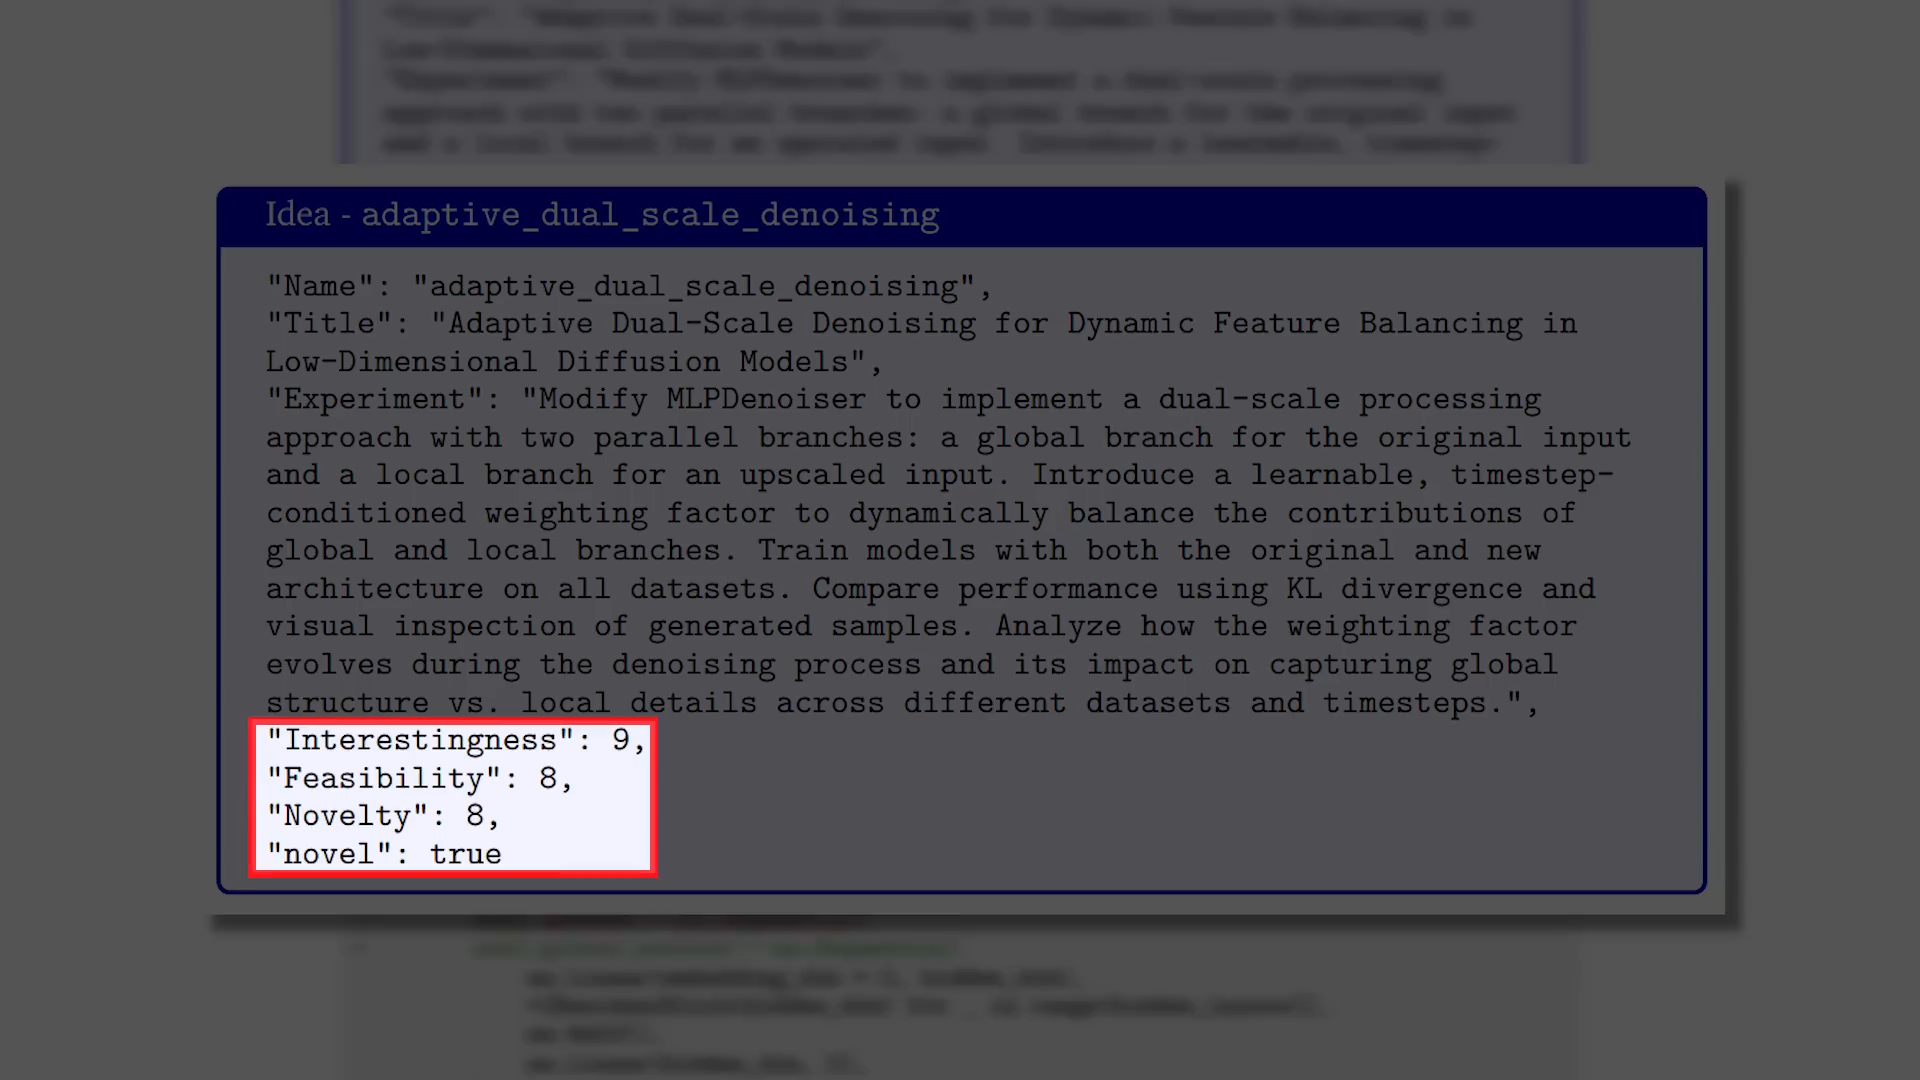 Idea - adaptive_dual_scale_denoising
"Name": "adaptive_dual_scale_denoising",
"Title": "Adaptive Dual-Scale Denoising for Dynamic Feature Balancing in
Low-Dimensional Diffusion Models",
"Experiment": "Modify MLPDenoiser to implement a dual-scale processing
approach with two parallel branches: a global branch for the original input
and a local branch for an upscaled input. Introduce a learnable, timestep-
conditioned weighting factor to dynamically balance the contributions of
global and local branches. Train models with both the original and new
architecture on all datasets. Compare performance using KL divergence and
visual inspection of generated samples. Analyze how the weighting factor
evolves during the denoising process and its impact on capturing global
structure vs. local details across different datasets and timesteps.",
"Interestingness": 9,
"Feasibility": 8,
"Novelty": 8,
"novel": true